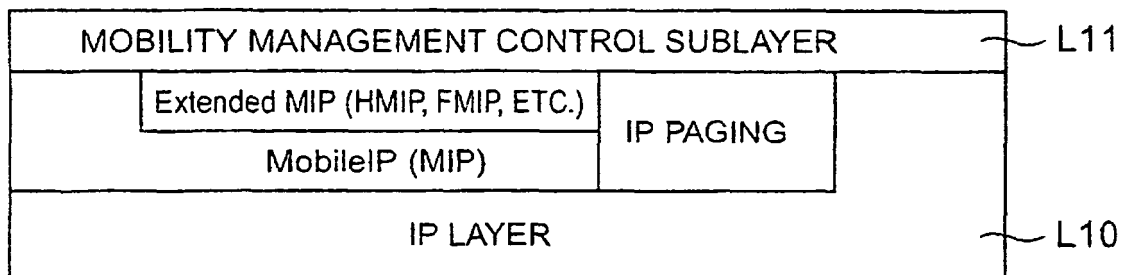 MOBILITY MANAGEMENT CONTROL SUBLAYER
L11
Extended MIP (HMIP, FMIP, ETC.)
IP PAGING
MobileIP (MIP)
IP LAYER
L10